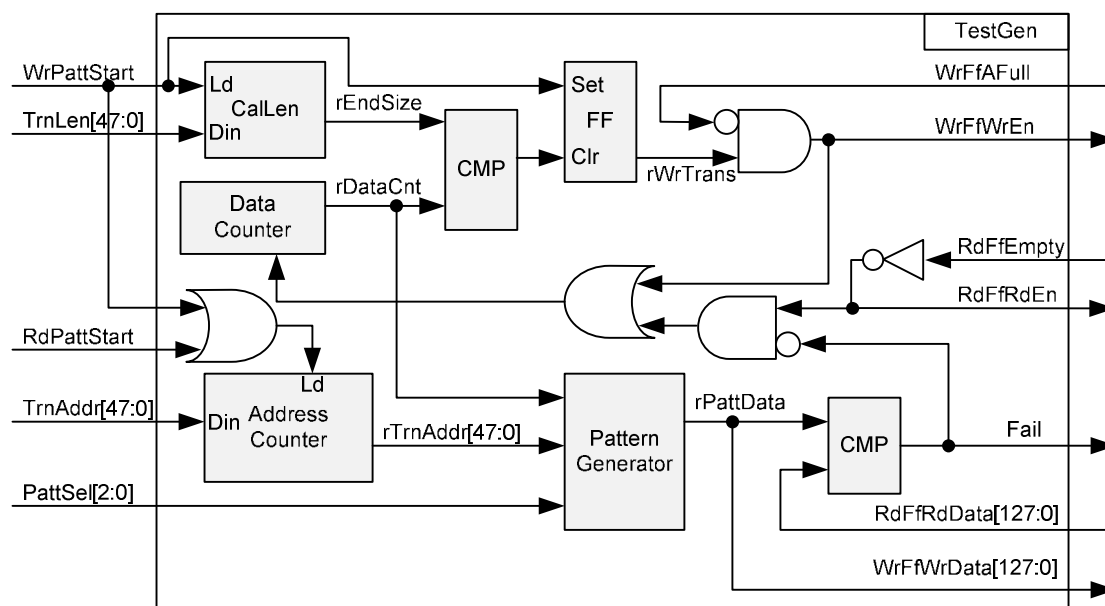 TestGen
WrPattStart
WrFfAFull
Ld
CalLen
Din
rEndSize
Set
FF
Clr
TrnLen[47:0]
WrFfWrEn
CMP
rWrTrans
rDataCnt
Data
Counter
RdFfEmpty
RdFfRdEn
RdPattStart
Ld
TrnAddr[47:0]
Din
Address
Counter
rTrnAddr[47:0]
Pattern
Generator
rPattData
CMP
Fail
PattSel[2:0]
RdFfRdData[127:0]
WrFfWrData[127:0]